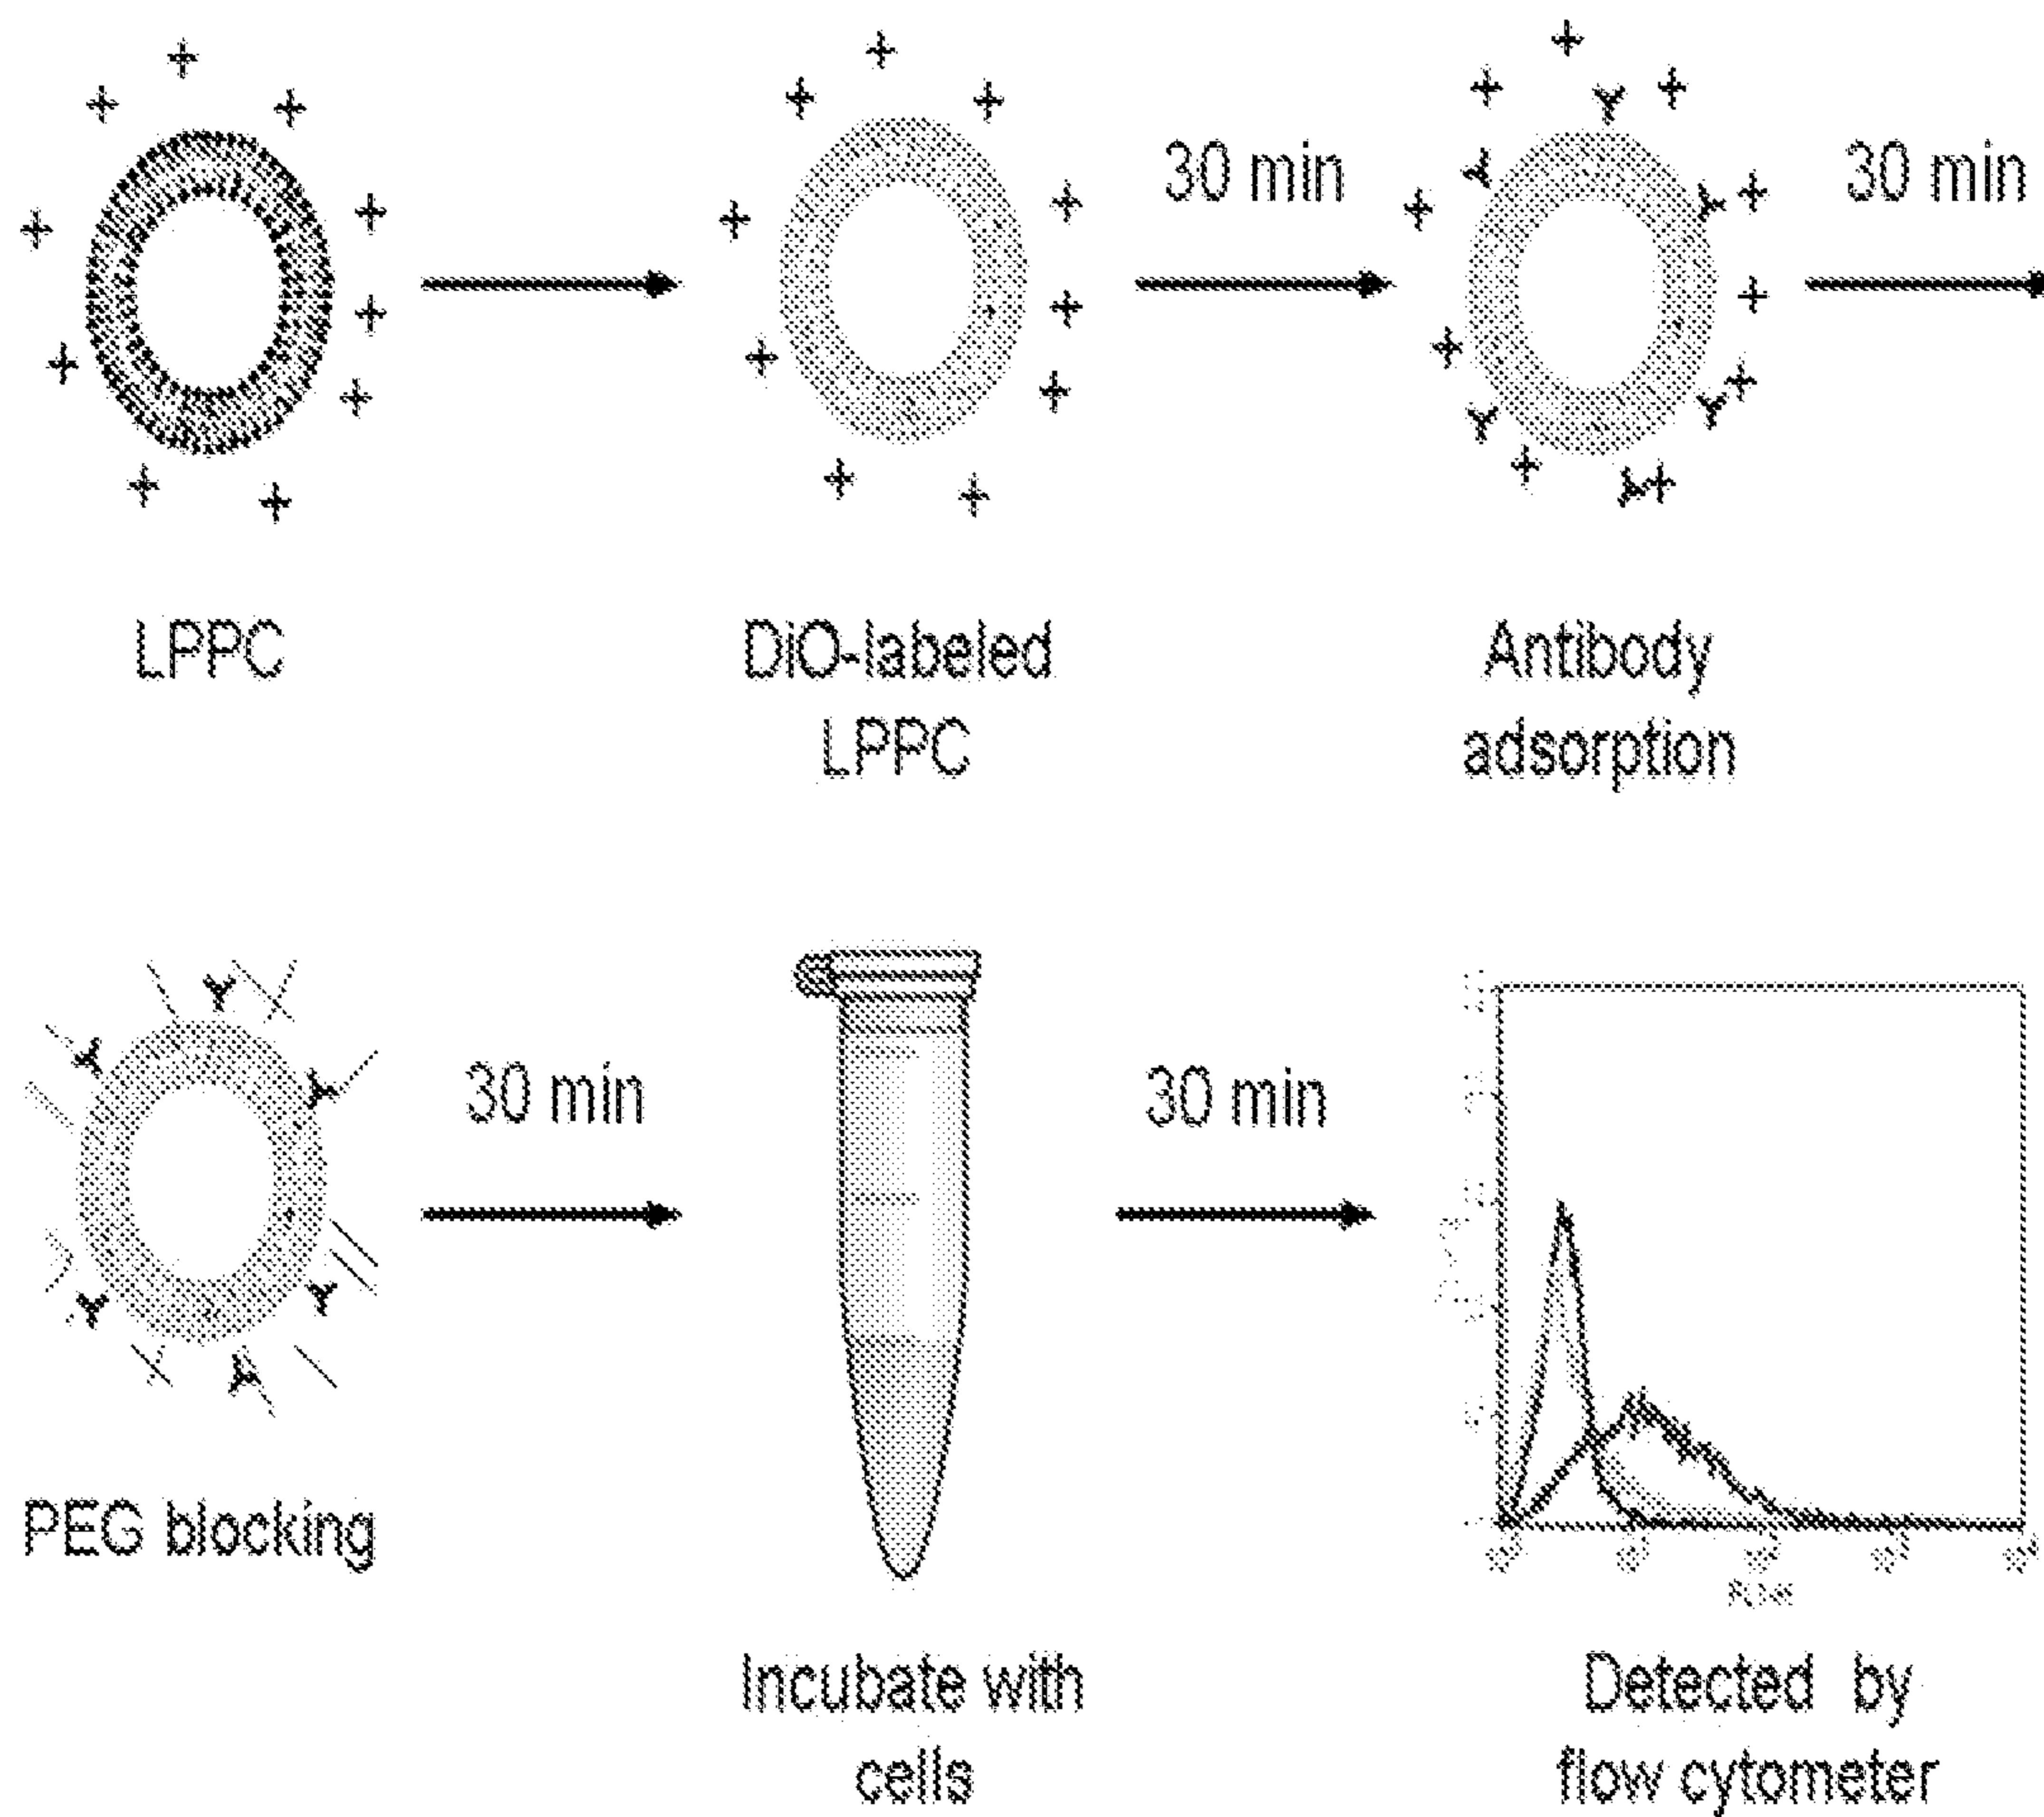 30 min
30 min
LPPC
DiO-labeled
LPPC
Antibody
adsorption
30 min
30 min
PEG blocking
Incubate with
cells
Detected by
flow cytometer